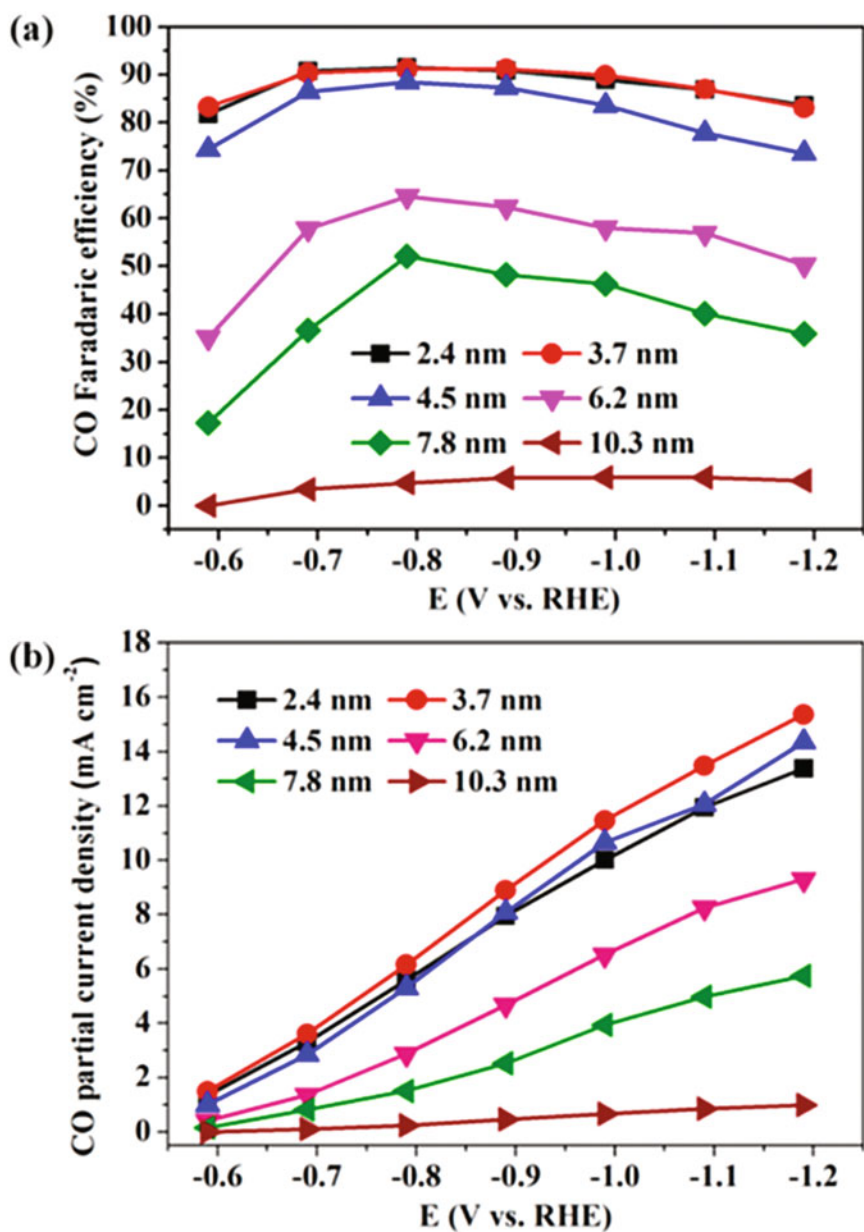 (a)
CO Faradaric efficiency (%)
100
90
80
70
60
50
40
30
20
10
0
2.4 nm 3.7 nm
4.5 nm 6.2 nm
7.8 nm 10.3 nm
-0.6 -0.7 -0.8 -0.9 -1.0 -1.1 -1.2
E (V vs. RHE)
(b)
CO partial current density (mA cm⁻²)
18
16
14
12
10
8
6
4
2
0
2.4 nm 3.7 nm
4.5 nm 6.2 nm
7.8 nm 10.3 nm
-0.6 -0.7 -0.8 -0.9 -1.0 -1.1 -1.2
E (V vs. RHE)